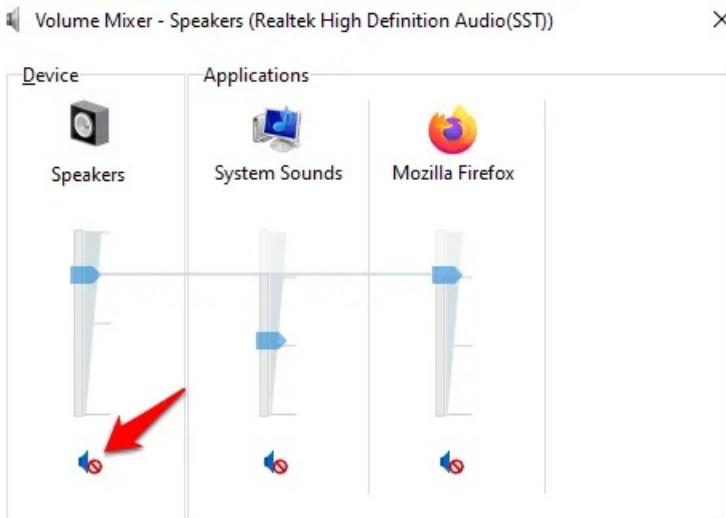 Volume Mixer - Speakers (Realtek High Definition Audio(SST))
Device
Applications
Speakers
System Sounds
Mozilla Firefox